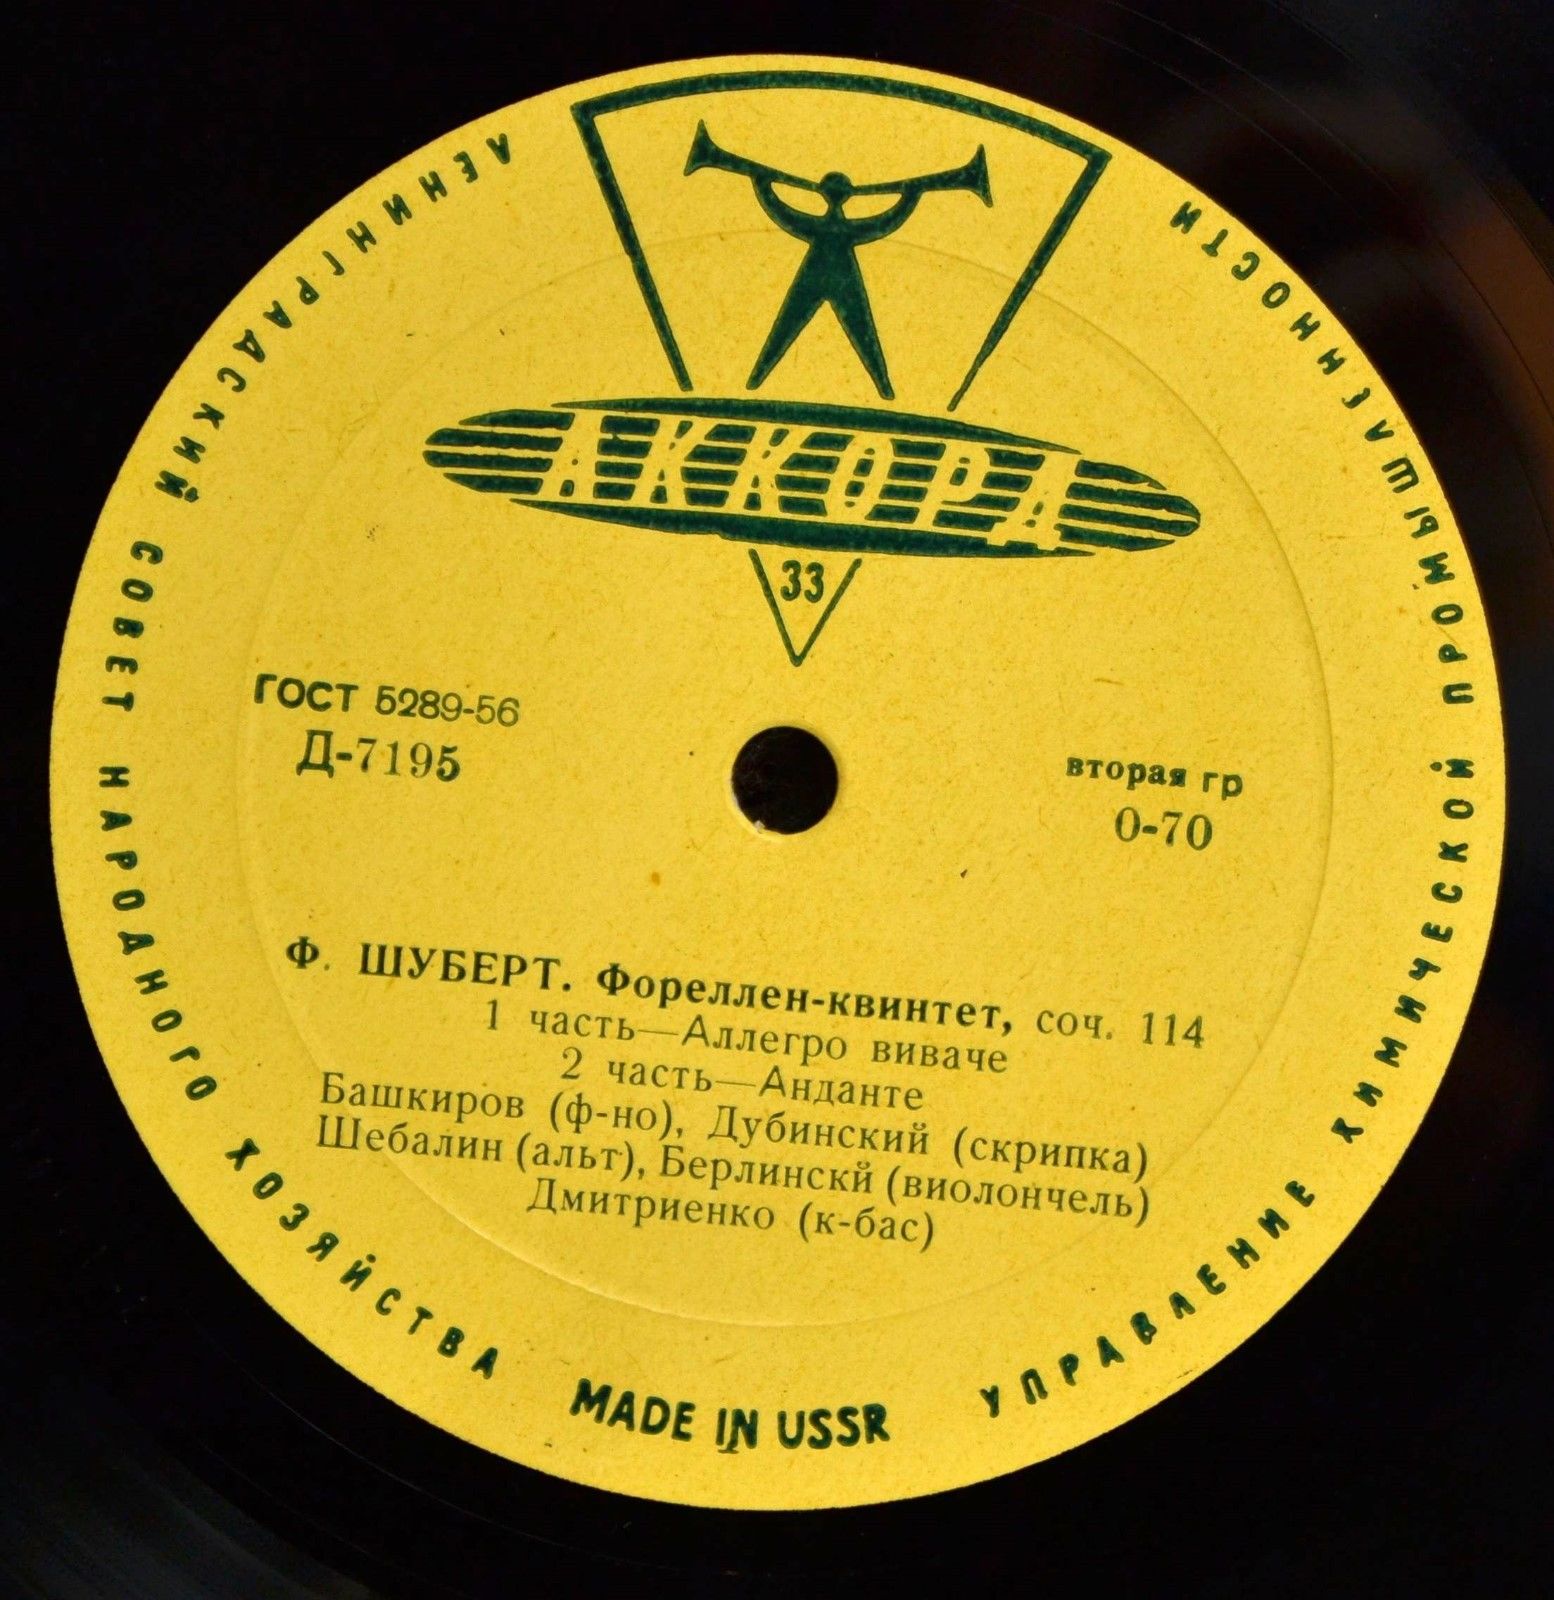 ЛЕНИНГРАДСКИЙ СОВЕТ НАРОДНОГО ХОЗЯЙСТВА
УПРАВЛЕНИЕ ХИМИЧЕСКОЙ ПРОМЫШЛЕННОСТИ
АККОРД
33
ГОСТ 5289-56
Д-7195
вторая гр
0-70
Ф. ШУБЕРТ. Фореллен-квинтет, соч. 114
1 часть—Аллегро виваче
2 часть—Анданте
Башкиров (ф-но), Дубинский (скрипка)
Шебалин (альт), Берлинскй (виолончель)
Дмитриенко (к-бас)
MADE IN USSR